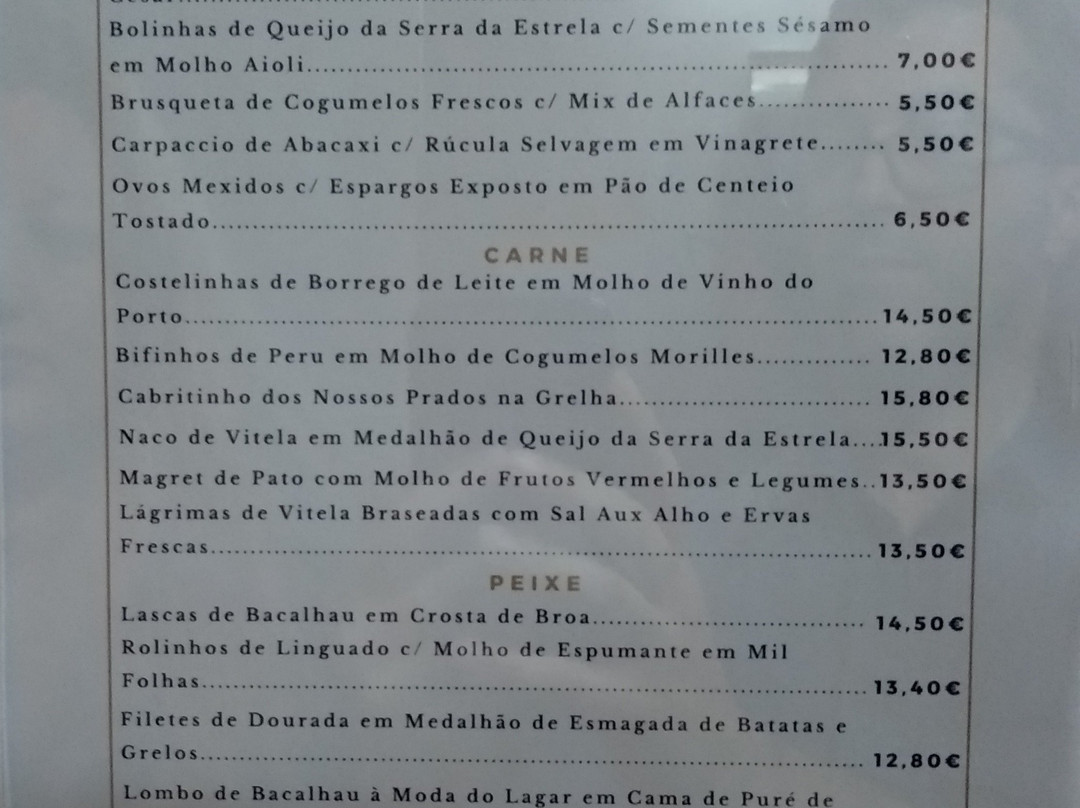 Bolinhas de Queijo da Serra da Estrela c/ Sementes Sésamo
em Molho Aioli.......................................................... 7,00€
Brusqueta de Cogumelos Frescos c/ Mix de Alfaces................ 5,50€
Carpaccio de Abacaxi c/ Rúcula Selvagem em Vinagrete........ 5,50€
Ovos Mexidos c/ Espargos Exposto em Pão de Centeio
Tostado.................................................................... 6,50€
CARNE
Costelinhas de Borrego de Leite em Molho de Vinho do
Porto.....................................................................14,50€
Bifinhos de Peru em Molho de Cogumelos Morilles.............. 12,80€
Cabritinho dos Nossos Prados na Grelha............................. 15,80€
Naco de Vitela em Medalhão de Queijo da Serra da Estrela....15,50€
Magret de Pato com Molho de Frutos Vermelhos e Legumes..13,50€
Lágrimas de Vitela Braseadas com Sal Aux Alho e Ervas
Frescas.................................................................. 13,50€
PEIXE
Lascas de Bacalhau em Crosta de Broa............................... 14,50€
Rolinhos de Linguado c/ Molho de Espumante em Mil
Folhas................................................................... 13,40€
Filetes de Dourada em Medalhão de Esmagada de Batatas e
Grelos................................................................... 12,80€
Lombo de Bacalhau à Moda do Lagar em Cama de Puré de